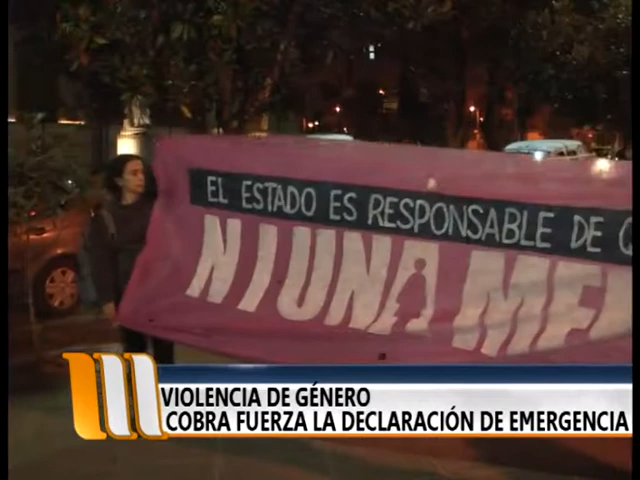 EL ESTADO ES RESPONSABLE DE
NI UNA
VIOLENCIA DE GÉNERO
COBRA FUERZA LA DECLARACIÓN DE EMERGENCIA